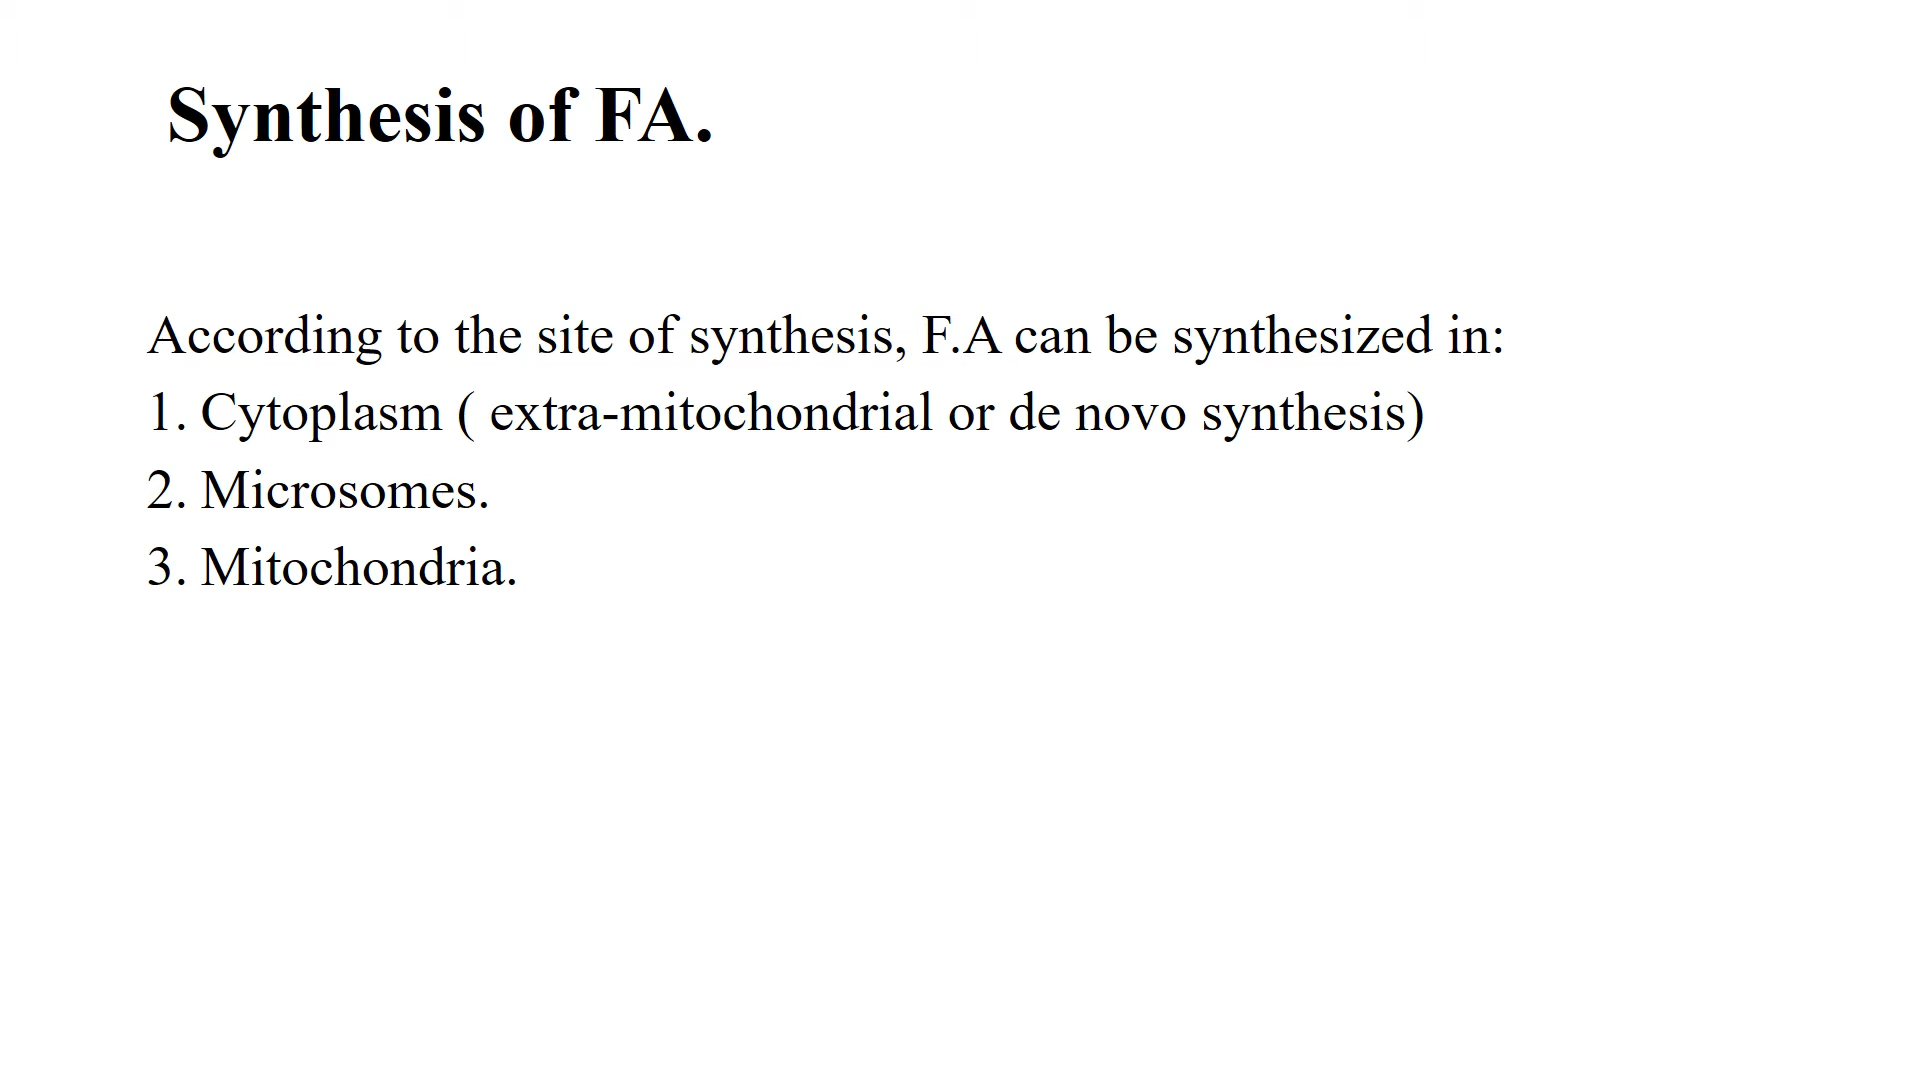 Synthesis of FA.
According to the site of synthesis, F.A can be synthesized in:
1. Cytoplasm ( extra-mitochondrial or de novo synthesis)
2. Microsomes.
3. Mitochondria.